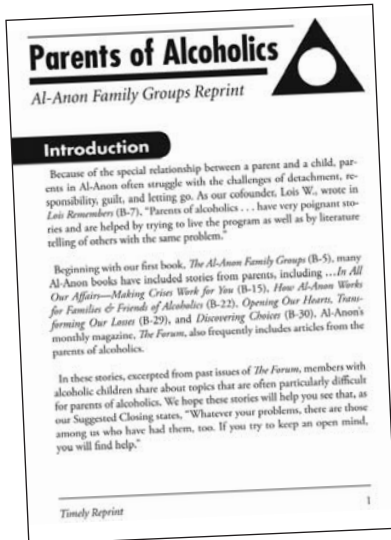 Parents of Alcoholics
Al-Anon Family Groups Reprint
Introduction
Because of the special relationship between a parent and a child, par-
ents in Al-Anon often struggle with the challenges of detachment, re-
sponsibility, guilt, and letting go. As our cofounder, Lois W., wrote in
Lois Remembers (B-7), "Parents of alcoholics . . . have very poignant sto-
ries and are helped by trying to live the program as well as by literature
telling of others with the same problem."
Beginning with our first book, The Al-Anon Family Groups (B-5), many
Al-Anon books have included stories from parents, including …In All
Our Affairs—Making Crises Work for You (B-15), How Al-Anon Works
for Families & Friends of Alcoholics (B-22), Opening Our Hearts, Trans-
forming Our Losses (B-29), and Discovering Choices (B-30). Al-Anon's
monthly magazine, The Forum, also frequently includes articles from the
parents of alcoholics.
In these stories, excerpted from past issues of The Forum, members with
alcoholic children share about topics that are often particularly difficult
for parents of alcoholics. We hope these stories will help you see that, as
our Suggested Closing states, "Whatever your problems, there are those
among us who have had them, too. If you try to keep an open mind,
you will find help."
Timely Reprint
1